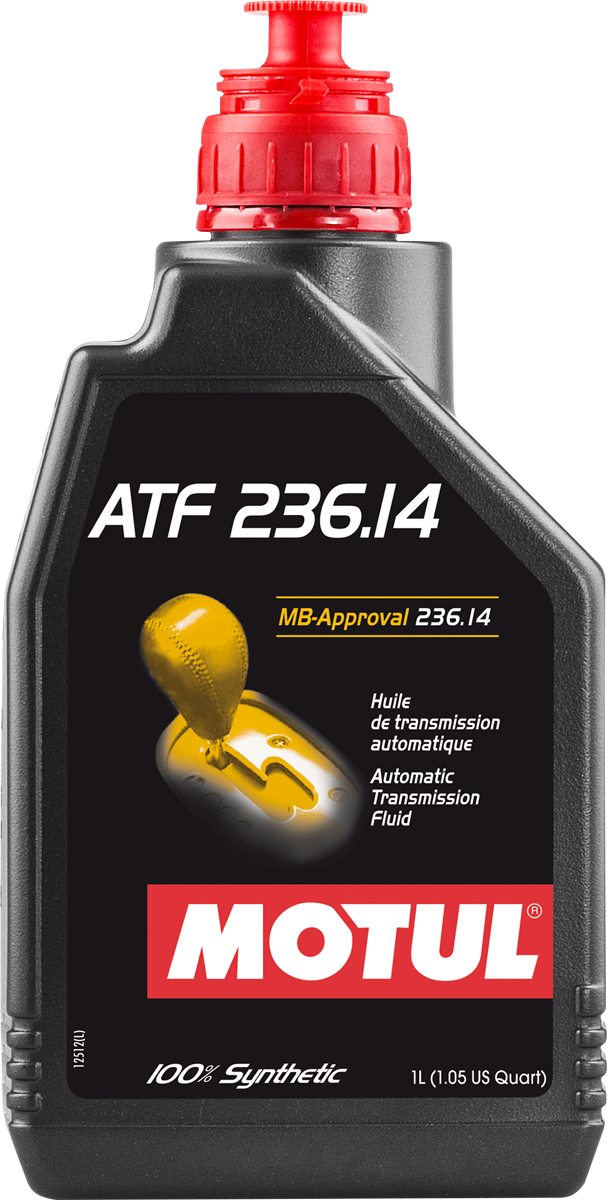 ATF 236.14
MB-Approval 236.14
Huile
de transmission
automatique
Automatic
Transmission
Fluid
MOTUL®
12512(L)
100% Synthetic
1L (1.05 US Quart)